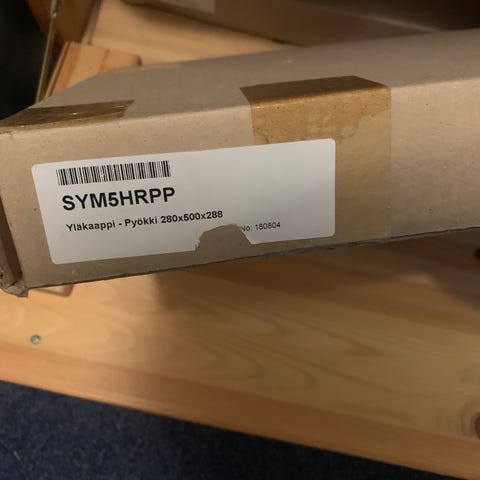 SYM5HRPP
Yläkaappi - Pyökki 280x500x288
No: 180804